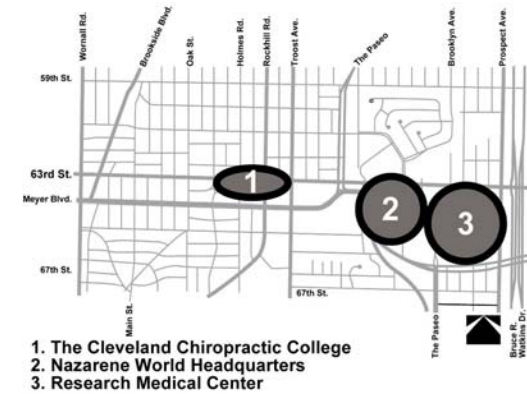 Wornall Rd.
Brookside Blvd.
Oak St.
Holmes Rd.
Rockhill Rd.
Troost Ave.
The Paseo
Brooklyn Ave.
Prospect Ave.
59th St.
63rd St.
Meyer Blvd.
67th St.
1
2
3
67th St.
Main St.
The Paseo
Bruce R.
Watkins Dr.
1. The Cleveland Chiropractic College
2. Nazarene World Headquarters
3. Research Medical Center